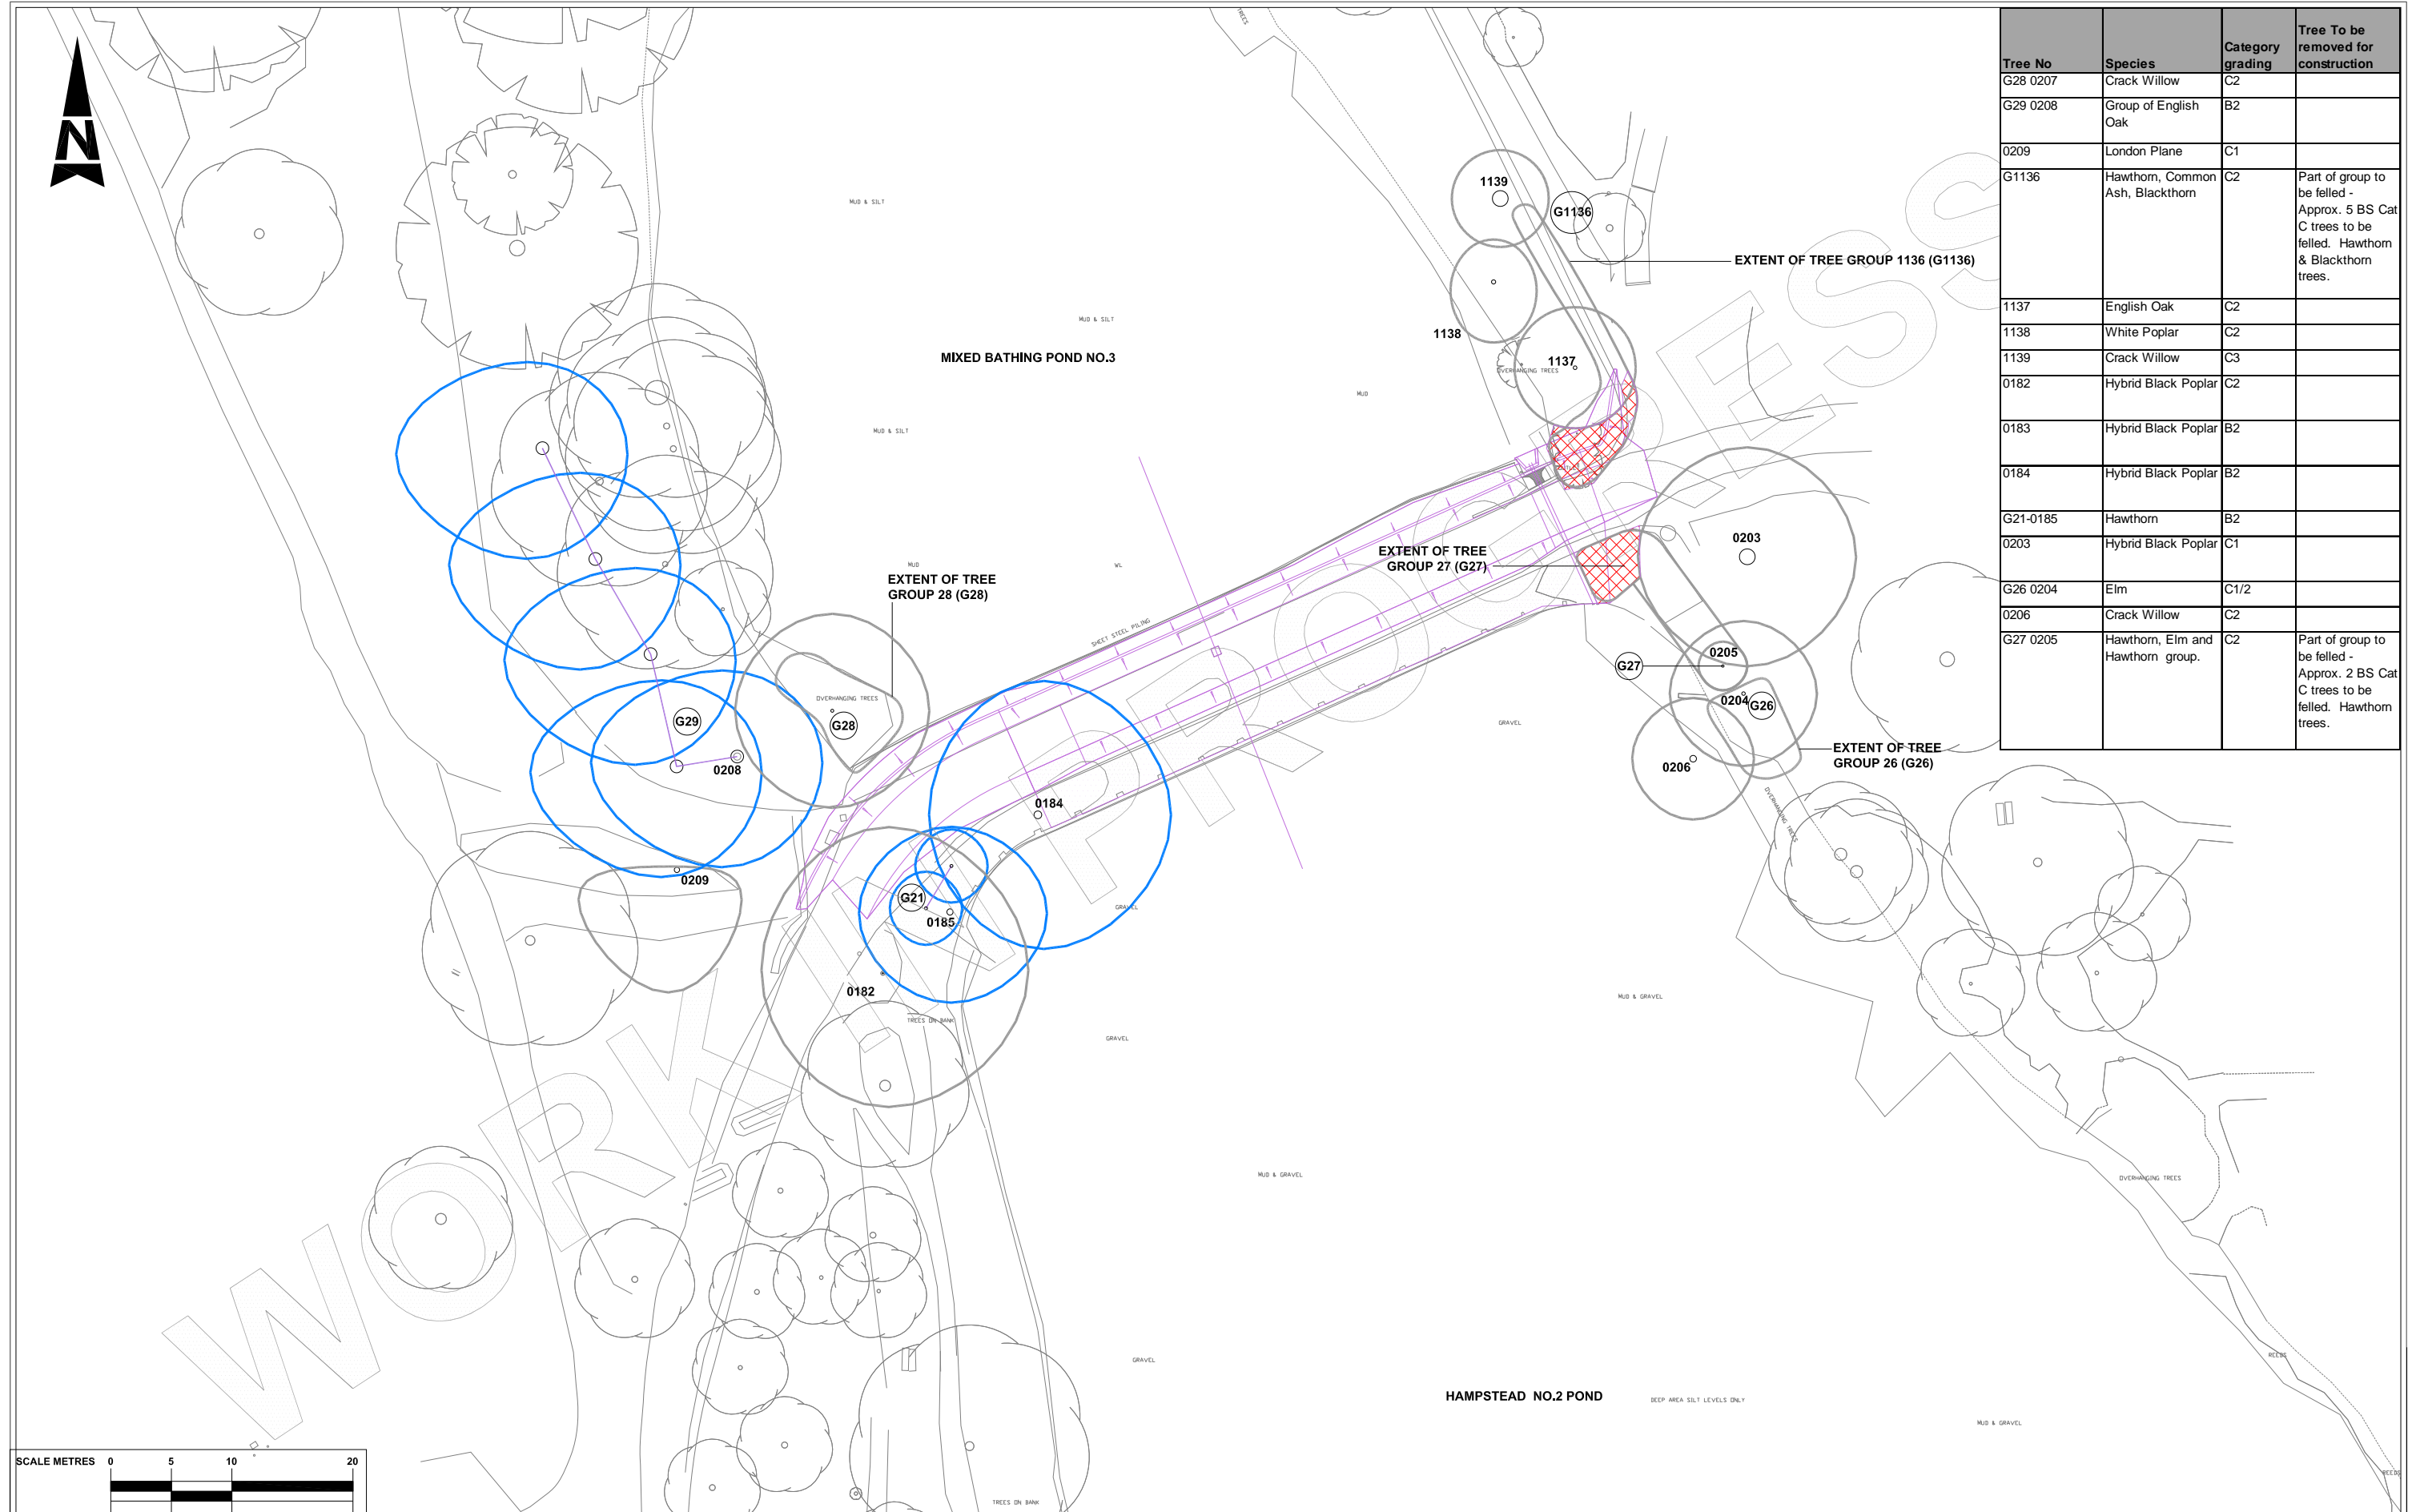 N
TREES
MUD & SILT
MIXED BATHING POND NO.3
MUD & SILT
MUD & SILT
MUD
1139
G1136
EXTENT OF TREE GROUP 1136 (G1136)
1138
1137
OVERHANGING TREES
MUD
WL
EXTENT OF TREE
GROUP 28 (G28)
EXTENT OF TREE
GROUP 27 (G27)
SHEET STEEL PILING
0203
OVERHANGING TREES
G29
G28
0208
G27
0205
0204
G26
GRAVEL
EXTENT OF TREE
GROUP 26 (G26)
0206
OVERHANGING TREES
0184
0209
G21
0185
GRAVEL
0182
TREES ON BANK
GRAVEL
MUD & GRAVEL
MUD & GRAVEL
OVERHANGING TREES
GRAVEL
HAMPSTEAD NO.2 POND
DEEP AREA SILT LEVELS ONLY
MUD & GRAVEL
REEDS
REEDS
TREES ON BANK
WORK IN PROGRESS
SCALE METRES 0 5 10 20
Tree No Species Category grading Tree To be removed for construction
G28 0207 Crack Willow C2
G29 0208 Group of English Oak B2
0209 London Plane C1
G1136 Hawthorn, Common Ash, Blackthorn C2 Part of group to be felled - Approx. 5 BS Cat C trees to be felled. Hawthorn & Blackthorn trees.
1137 English Oak C2
1138 White Poplar C2
1139 Crack Willow C3
0182 Hybrid Black Poplar C2
0183 Hybrid Black Poplar B2
0184 Hybrid Black Poplar B2
G21-0185 Hawthorn B2
0203 Hybrid Black Poplar C1
G26 0204 Elm C1/2
0206 Crack Willow C2
G27 0205 Hawthorn, Elm and Hawthorn group. C2 Part of group to be felled - Approx. 2 BS Cat C trees to be felled. Hawthorn trees.